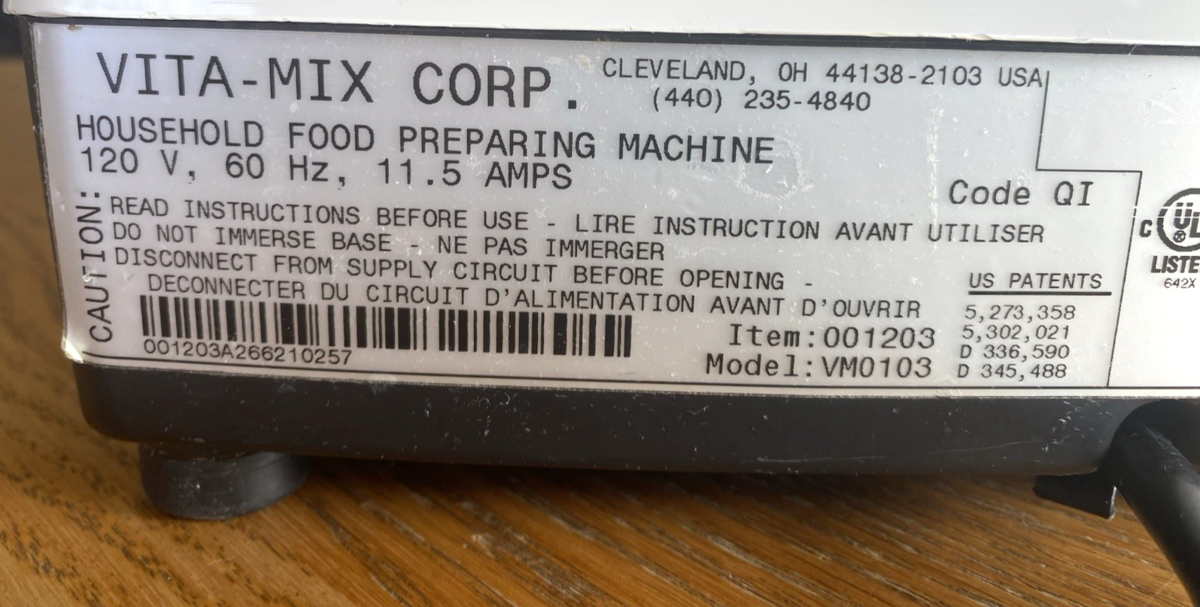 VITA-MIX CORP.
CLEVELAND, OH 44138-2103 USA
(440) 235-4840
HOUSEHOLD FOOD PREPARING MACHINE
120 V, 60 Hz, 11.5 AMPS
Code QI
CAUTION:
READ INSTRUCTIONS BEFORE USE - LIRE INSTRUCTION AVANT UTILISER
DO NOT IMMERSE BASE - NE PAS IMMERGER
DISCONNECT FROM SUPPLY CIRCUIT BEFORE OPENING -
DECONNECTER DU CIRCUIT D'ALIMENTATION AVANT D'OUVRIR
001203A266210257
Item:001203
Model:VM0103
US PATENTS
5,273,358
5,302,021
D 336,590
D 345,488
C UL ®
LISTE
642X